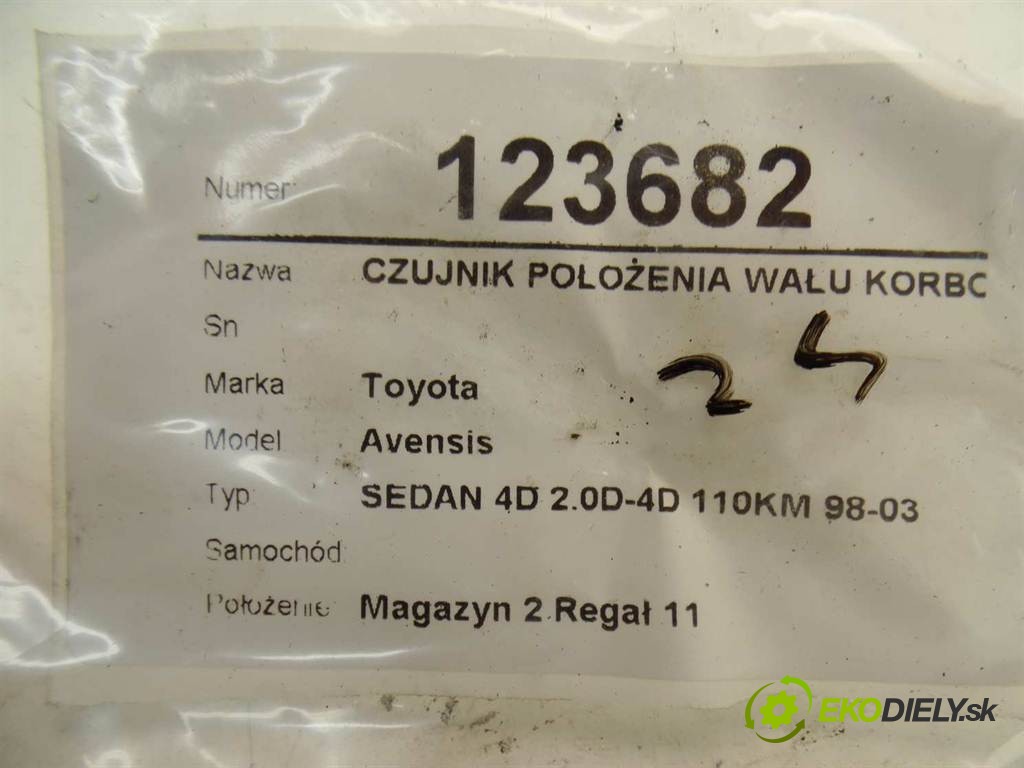 Numer: 123682
Nazwa CZUJNIK POŁOŻENIA WAŁU KORBO
Sn
24
Marka Toyota
Model Avensis
Typ SEDAN 4D 2.0D-4D 110KM 98-03
Samochód:
Położenie: Magazyn 2 Regał 11
EKODIELY.sk